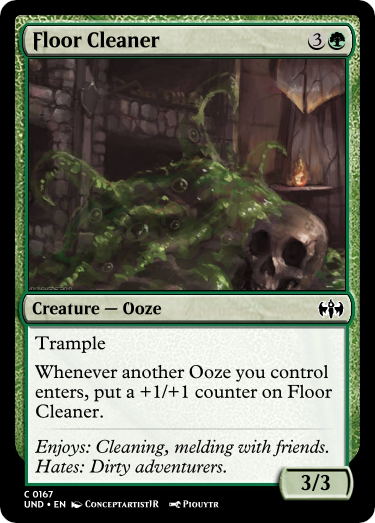 Floor Cleaner 3
Creature — Ooze
Trample
Whenever another Ooze you control
enters, put a +1/+1 counter on Floor
Cleaner.
Enjoys: Cleaning, melding with friends.
Hates: Dirty adventurers.
3/3
C 0167
UND • EN ConceptartistJR Piouytr